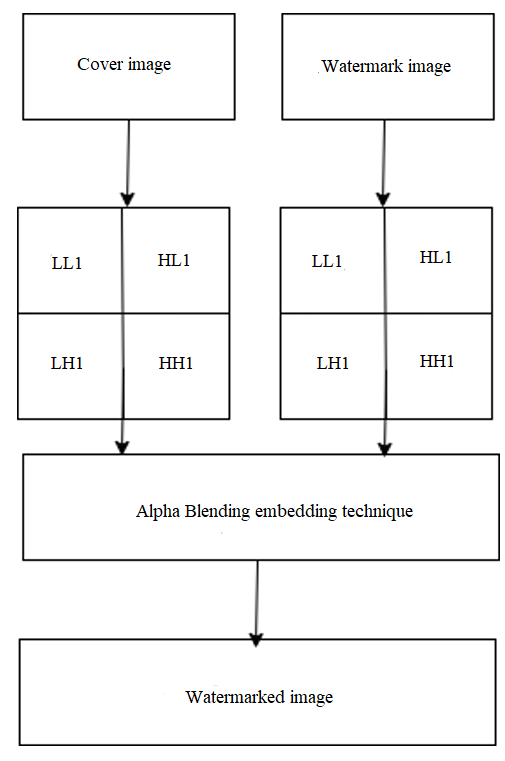 Cover image
Watermark image
LL1
HL1
LL1
HL1
LH1
HH1
LH1
HH1
Alpha Blending embedding technique
Watermarked image